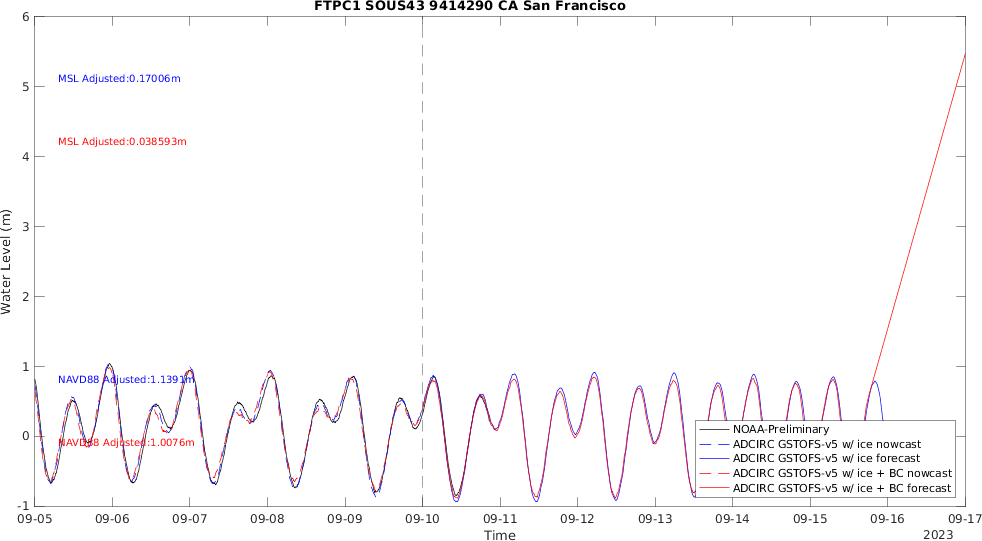 FTPC1 SOUS43 9414290 CA San Francisco
6
5
4
3
2
1
0
-1
Water Level (m)
MSL Adjusted:0.17006m
MSL Adjusted:0.038593m
NAVD88 Adjusted:1.1391m
NAVD88 Adjusted:1.0076m
NOAA-Preliminary
ADCIRC GSTOFS-v5 w/ ice nowcast
ADCIRC GSTOFS-v5 w/ ice forecast
ADCIRC GSTOFS-v5 w/ ice + BC nowcast
ADCIRC GSTOFS-v5 w/ ice + BC forecast
09-05 09-06 09-07 09-08 09-09 09-10 09-11 09-12 09-13 09-14 09-15 09-16 09-17
Time
2023